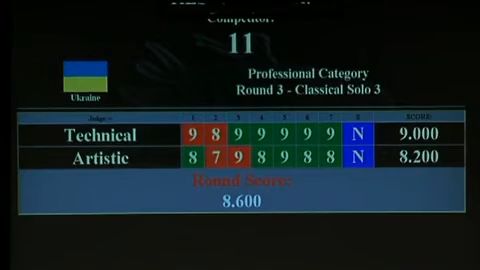 Competitor:
11
Professional Category
Round 3 - Classical Solo 3
Ukraine
Judge - 1 2 3 4 5 6 7 8 SCORE:
Technical 9 8 9 9 9 9 9 N 9.000
Artistic 8 7 9 8 8 9 8 N 8.200
Round Score:
8.600